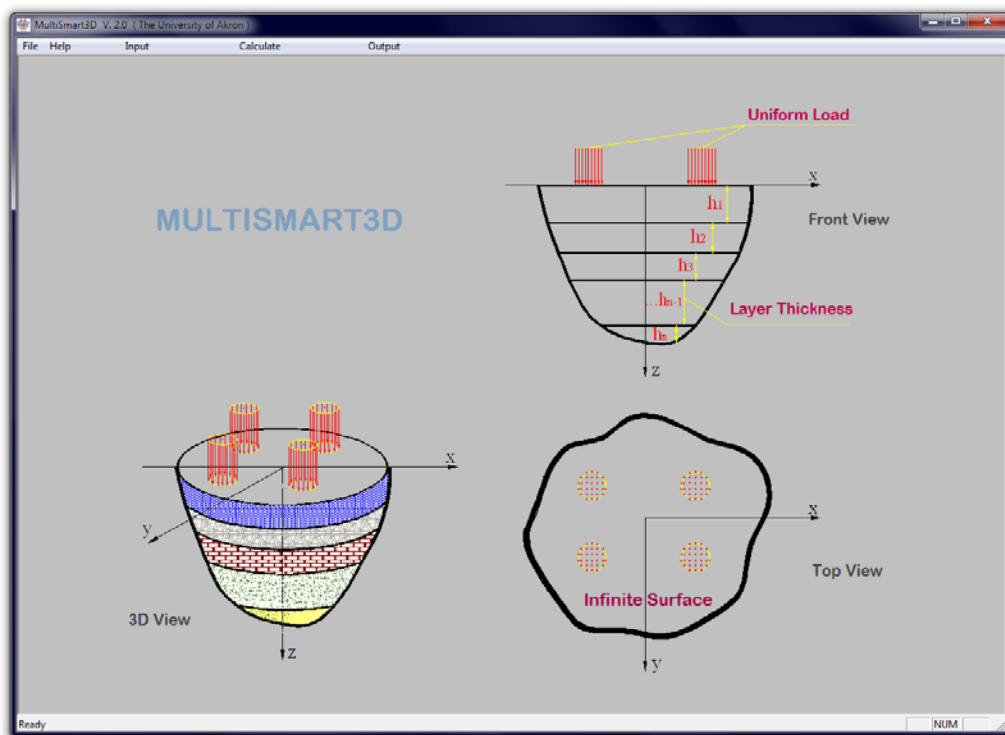 MultiSmart3D V. 2.0 ( The University of Akron )
File Help Input Calculate Output
MULTISMART3D
Uniform Load
x
h1
h2
h3
...hn-1
hn
z
Front View
Layer Thickness
x
y
z
3D View
x
y
Infinite Surface
Top View
Ready
NUM